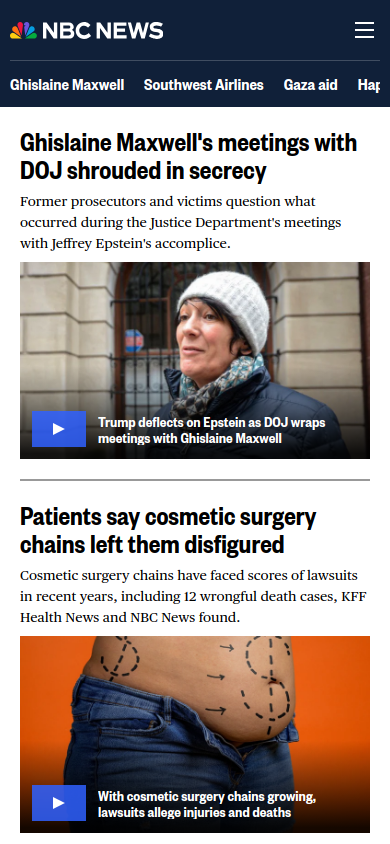 NBC NEWS
Ghislaine Maxwell Southwest Airlines Gaza aid Hap
Ghislaine Maxwell's meetings with
DOJ shrouded in secrecy
Former prosecutors and victims question what
occurred during the Justice Department's meetings
with Jeffrey Epstein's accomplice.
Trump deflects on Epstein as DOJ wraps
meetings with Ghislaine Maxwell
Patients say cosmetic surgery
chains left them disfigured
Cosmetic surgery chains have faced scores of lawsuits
in recent years, including 12 wrongful death cases, KFF
Health News and NBC News found.
With cosmetic surgery chains growing,
lawsuits allege injuries and deaths